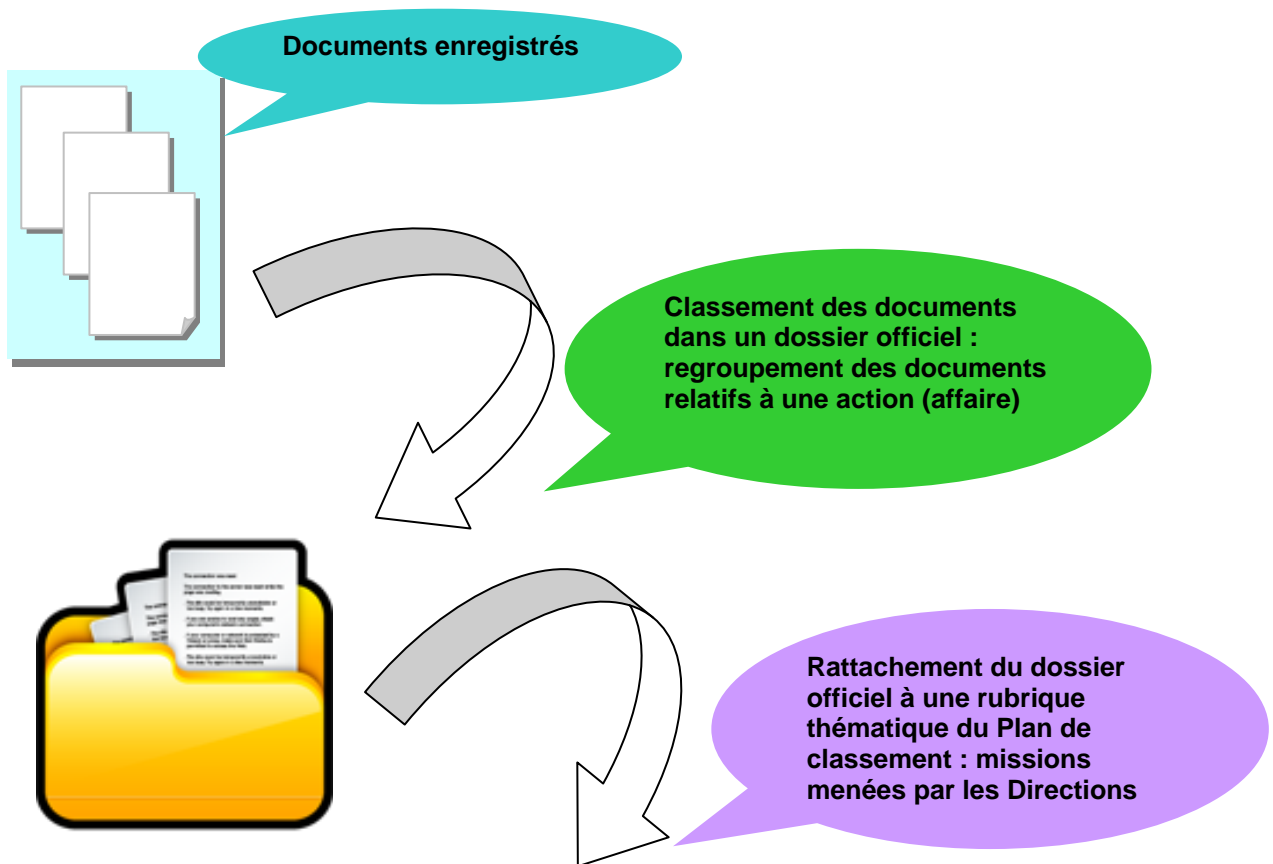 Documents enregistrés
Classement des documents
dans un dossier officiel :
regroupement des documents
relatifs à une action (affaire)
Rattachement du dossier
officiel à une rubrique
thématique du Plan de
classement : missions
menées par les Directions